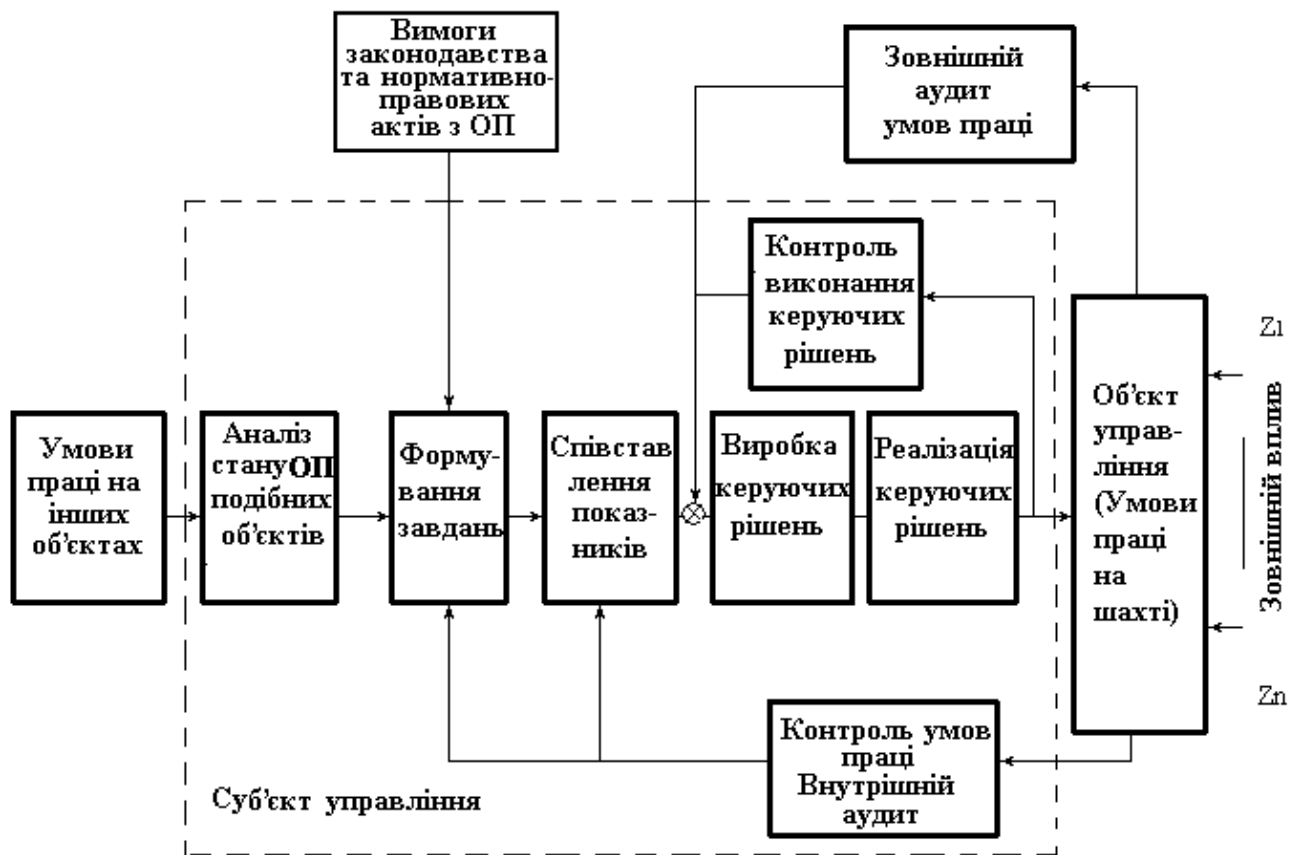 Вимоги
законодавства
та нормативно-
правових
актів з ОП
Зовнішній
аудит
умов праці
Контроль
виконання
керуючих
рішень
Умови
праці на
інших
об'єктах
Аналіз
стану ОП
подібних
об'єктів
Форму-
вання
завдань
Співстав
лення
показ-
ників
Виробка
керуючих
рішень
Реалізація
керуючих
рішень
Об'єкт
управ-
ління
(Умови
праці
на
шахті)
Z1
Зовнішній вплив
Zn
Контроль умов
праці
Внутрішній
аудит
Суб'єкт управління